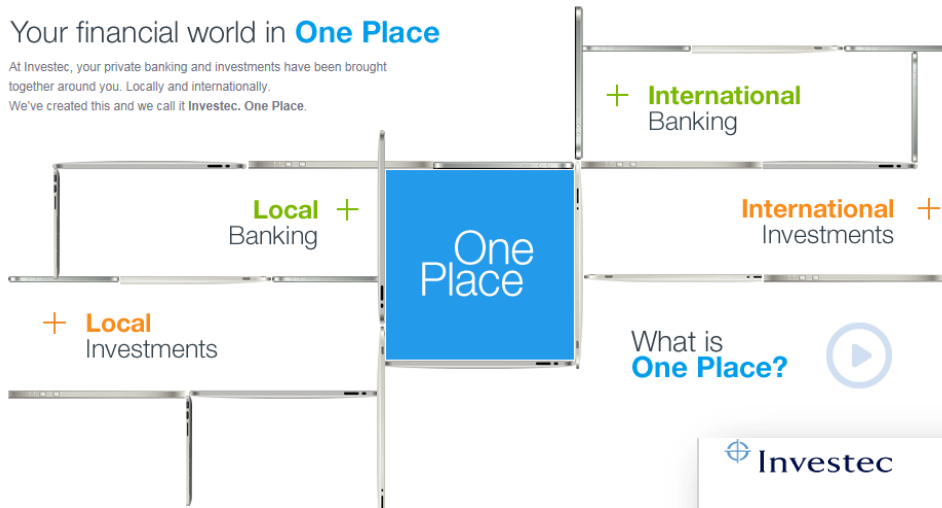 Your financial world in One Place
At Investec, your private banking and investments have been brought
together around you. Locally and internationally.
We've created this and we call it Investec. One Place.
+ International
Banking
Local +
Banking
International +
Investments
One
Place
+ Local
Investments
What is
One Place?
Investec